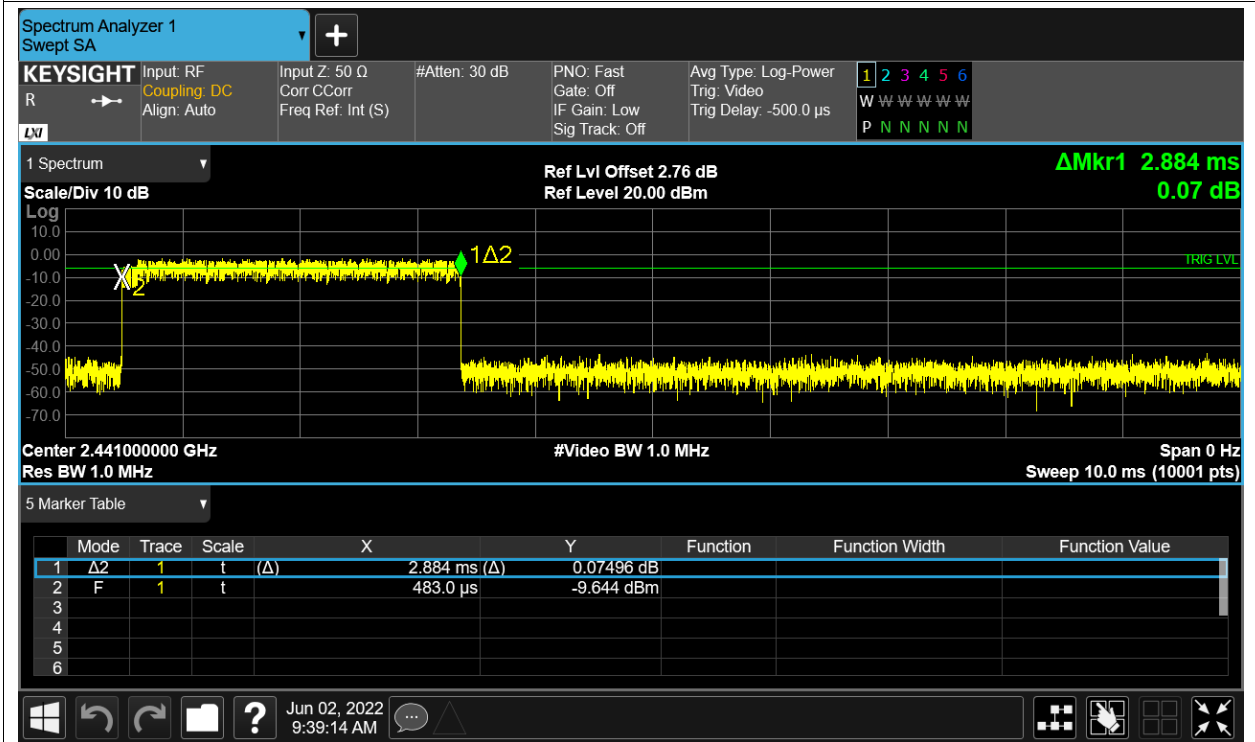 Spectrum Analyzer 1
Swept SA
KEYSIGHT
R
LXI
Input: RF
Coupling: DC
Align: Auto
Input Z: 50 Ω
Corr CCorr
Freq Ref: Int (S)
#Atten: 30 dB
PNO: Fast
Gate: Off
IF Gain: Low
Sig Track: Off
Avg Type: Log-Power
Trig: Video
Trig Delay: -500.0 µs
1 2 3 4 5 6
W W W W W W
P N N N N N
1 Spectrum
Scale/Div 10 dB
Ref Lvl Offset 2.76 dB
Ref Level 20.00 dBm
ΔMkr1 2.884 ms
0.07 dB
Log
10.0
0.00
-10.0
-20.0
-30.0
-40.0
-50.0
-60.0
-70.0
1Δ2
2
TRIG LVL
Center 2.441000000 GHz
#Video BW 1.0 MHz
Span 0 Hz
Res BW 1.0 MHz
Sweep 10.0 ms (10001 pts)
5 Marker Table
Mode Trace Scale X Y Function Function Width Function Value
1 Δ2 1 t (Δ) 2.884 ms (Δ) 0.07496 dB
2 F 1 t 483.0 µs -9.644 dBm
3
4
5
6
?
Jun 02, 2022
9:39:14 AM